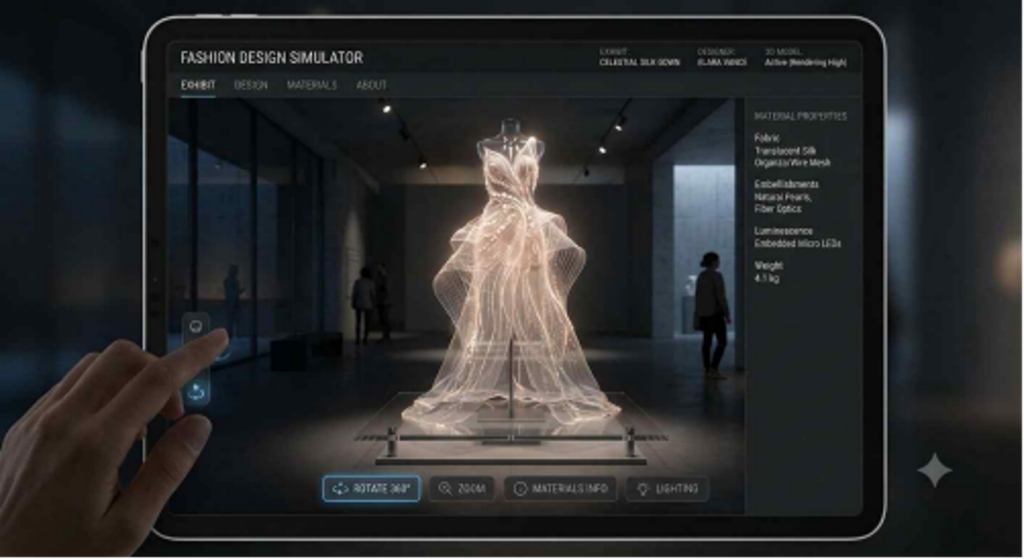 FASHION DESIGN SIMULATOR
EXHIBIT:
CELESTIAL SILK GOWN
DESIGNER:
ELARA VANCE
3D MODEL:
Active (Rendering High)
EXHIBIT
DESIGN
MATERIALS
ABOUT
MATERIAL PROPERTIES
Fabric
Translucent Silk
Organza/Wire Mesh
Embellishments
Natural Pearls,
Fiber Optics
Luminescence
Embedded Micro LEDs
Weight
4.1 kg
ROTATE 360°
ZOOM
MATERIALS INFO
LIGHTING